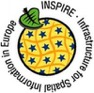 INSPIRE - Infrastructure for Spatial Information in Europe